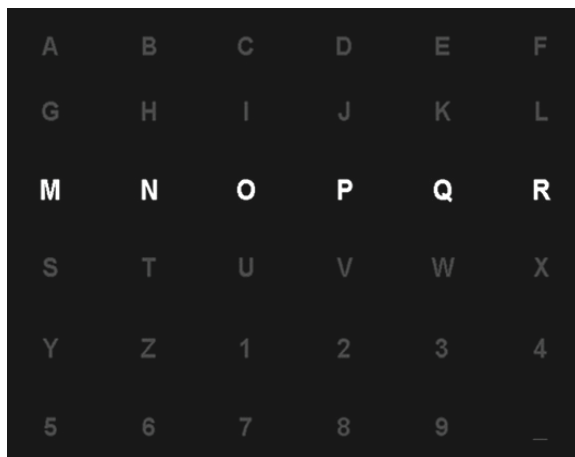 A B C D E F
G H I J K L
M N O P Q R
S T U V W X
Y Z 1 2 3 4
5 6 7 8 9 _